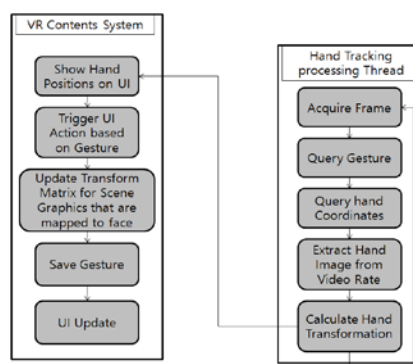 VR Contents System
Show Hand
Positions on UI
Trigger UI
Action based
on Gesture
Update Transform
Matrix for Scene
Graphics that are
mapped to face
Save Gesture
UI Update
Hand Tracking
processing Thread
Acquire Frame
Query Gesture
Query hand
Coordinates
Extract Hand
Image from
Video Rate
Calculate Hand
Transformation